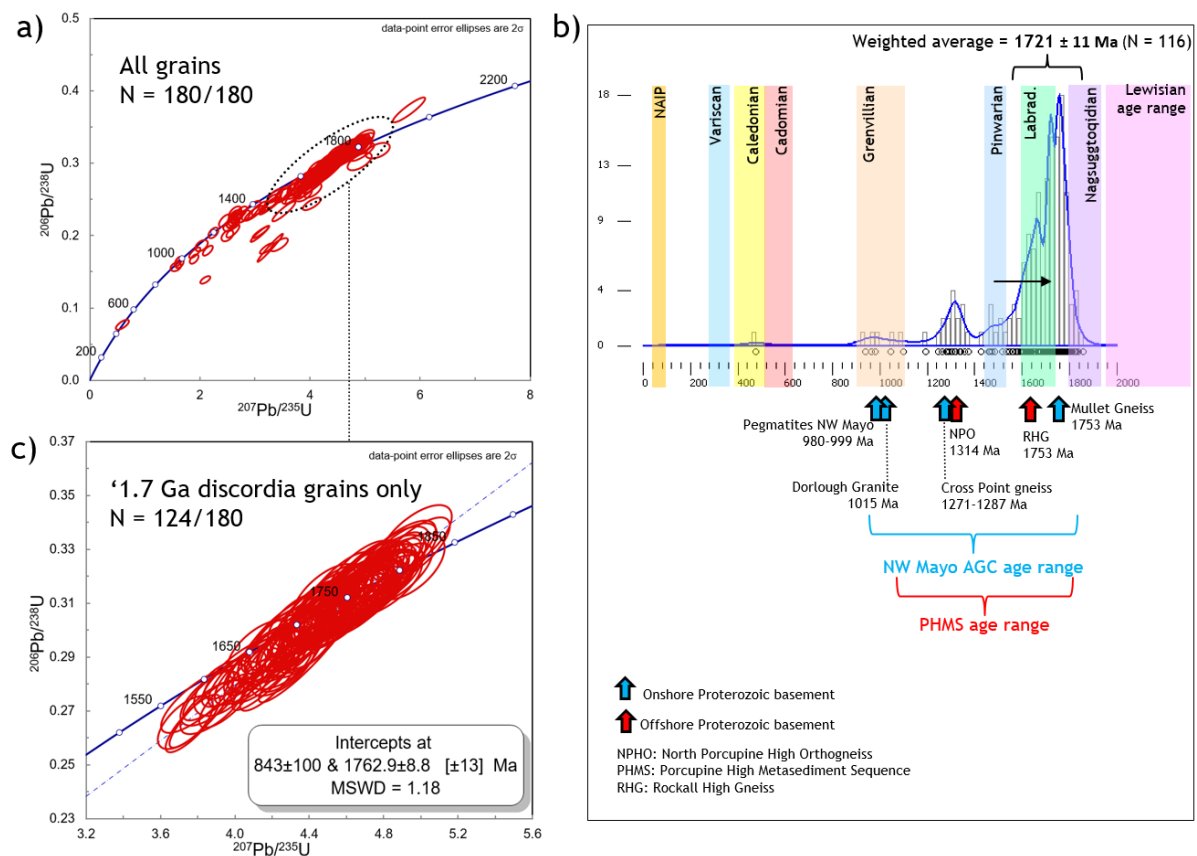 a)
data-point error ellipses are 2σ
All grains
N = 180/180
0.5
0.4
0.3
0.2
0.1
0.0
206Pb/238U
200
600
1000
1400
1800
2200
0
2
4
6
8
207Pb/235U
b)
Weighted average = 1721 ± 11 Ma (N = 116)
NAIP
Variscan
Caledonian
Cadomian
Grenvillian
Pinwarian
Labrad.
Nagsuggtoqidian
Lewisian
age range
18
13
9
4
0
0
200
400
600
800
1000
1200
1400
1600
1800
2000
Pegmatites NW Mayo
980-999 Ma
NPO
1314 Ma
RHG
1753 Ma
Mullet Gneiss
1753 Ma
Dorlough Granite
1015 Ma
Cross Point gneiss
1271-1287 Ma
NW Mayo AGC age range
PHMS age range
Onshore Proterozoic basement
Offshore Proterozoic basement
NPHO: North Porcupine High Orthogneiss
PHMS: Porcupine High Metasediment Sequence
RHG: Rockall High Gneiss
c)
data-point error ellipses are 2σ
‘1.7 Ga discordia grains only
N = 124/180
0.37
0.35
0.33
0.31
0.29
0.27
0.25
0.23
206Pb/238U
1550
1650
1750
1850
Intercepts at
843±100 & 1762.9±8.8 [±13] Ma
MSWD = 1.18
3.2
3.6
4.0
4.4
4.8
5.2
5.6
207Pb/235U